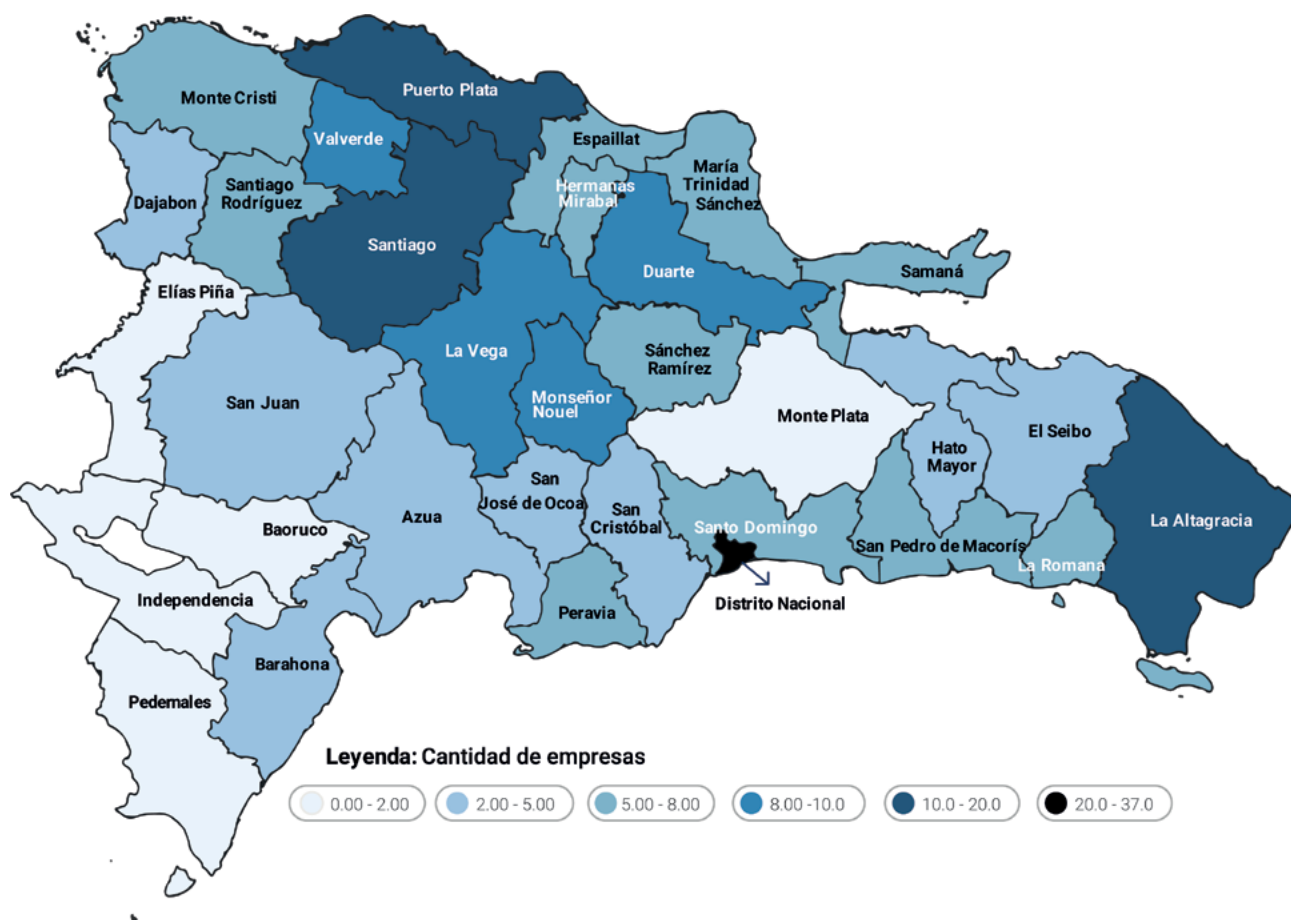 Monte Cristi
Puerto Plata
Valverde
Espaillat
María
Trinidad
Sánchez
Hermanas
Mirabal
Santiago
Rodríguez
Dajabon
Santiago
Duarte
Samaná
Elías Piña
La Vega
Sánchez
Ramírez
San Juan
Monseñor
Nouel
Monte Plata
El Seibo
Hato
Mayor
San
José de Ocoa
Azua
San
Cristóbal
Baoruco
Santo Domingo
La Altagracia
San Pedro de Macorís
La Romana
Independencia
Distrito Nacional
Peravia
Barahona
Pedemales
Leyenda: Cantidad de empresas
0.00 - 2.00
2.00 - 5.00
5.00 - 8.00
8.00 -10.0
10.0 - 20.0
20.0 - 37.0